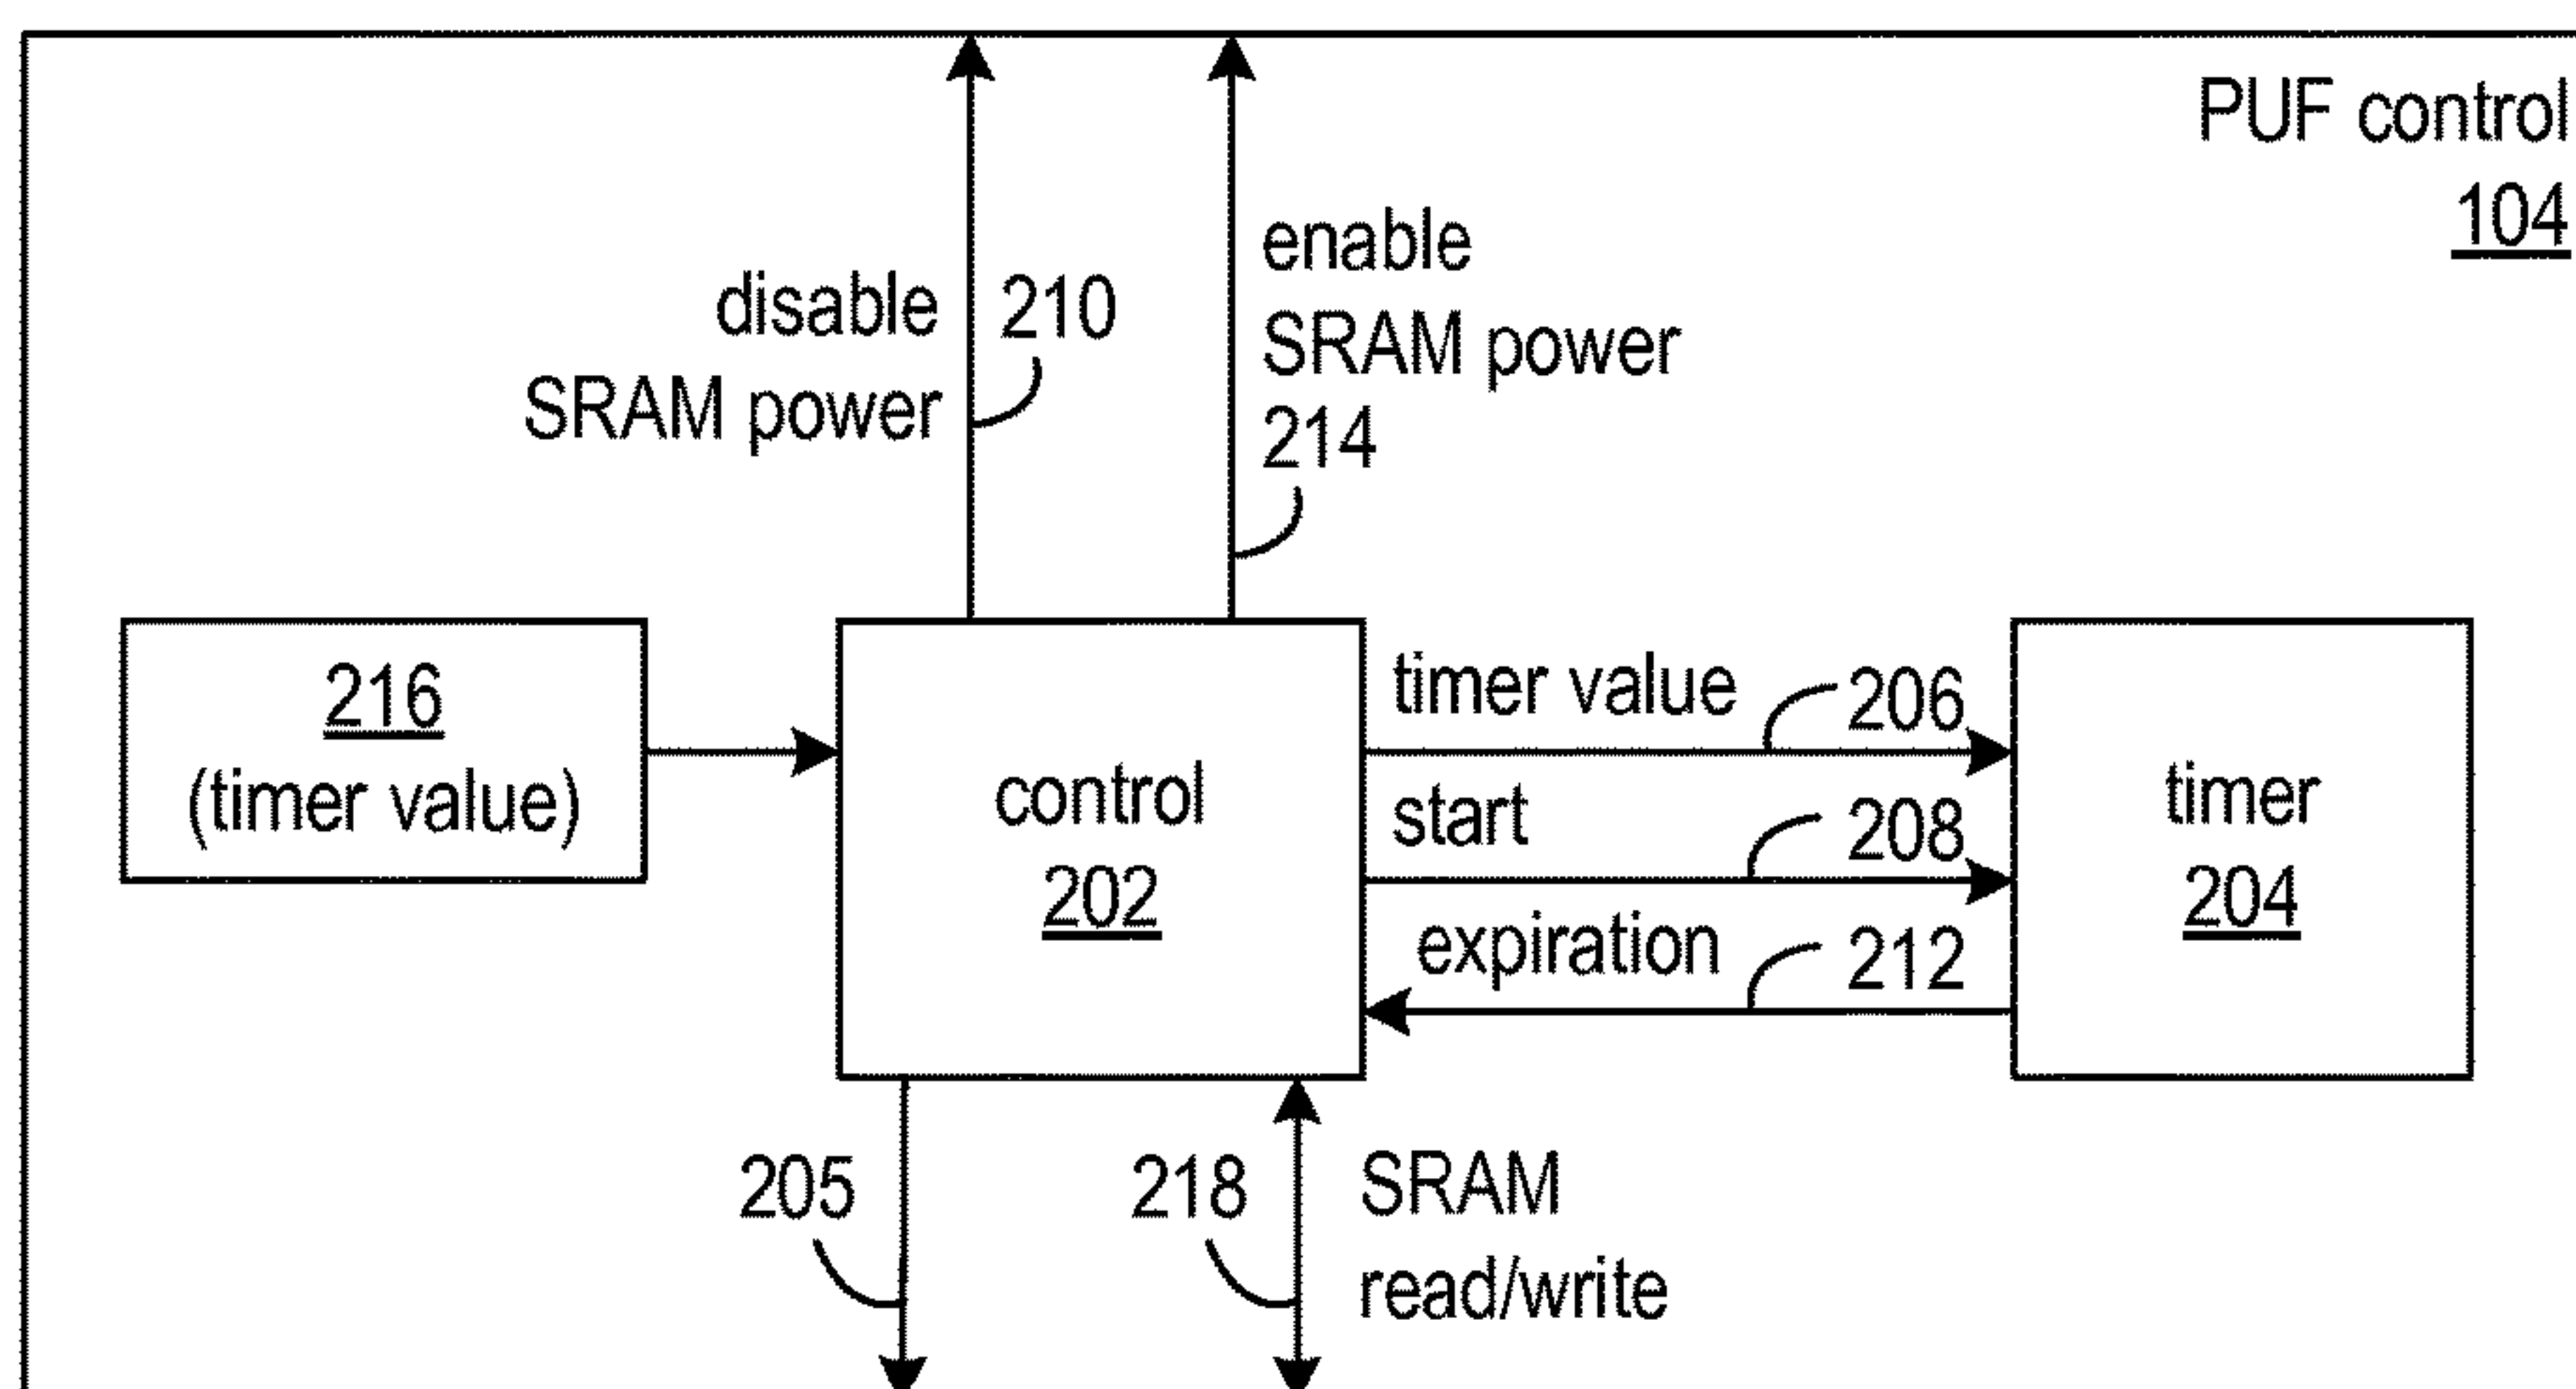 PUF control
104
disable
SRAM power
210
enable
SRAM power
214
216
(timer value)
control
202
timer value
206
start
208
expiration
212
timer
204
205
218
SRAM
read/write